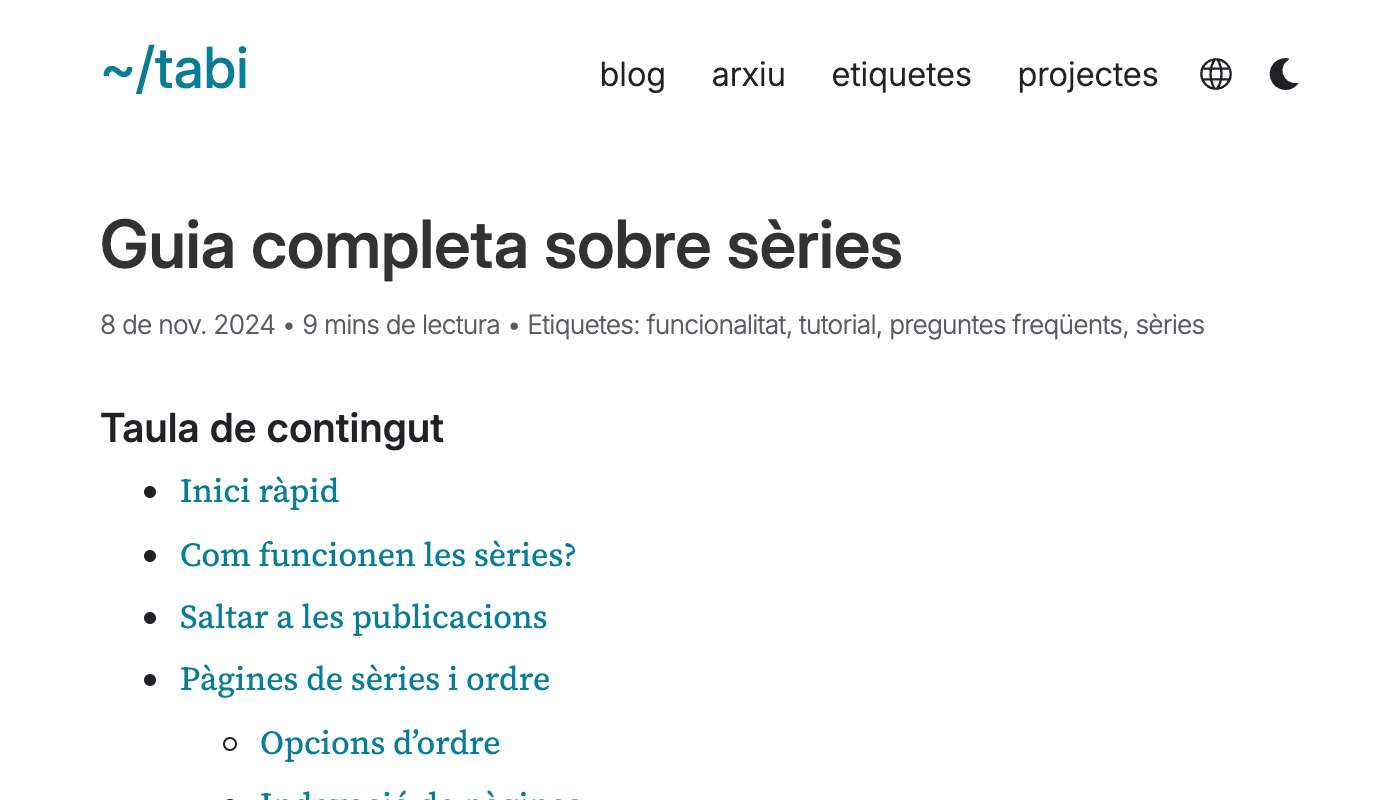 ~/tabi
blog arxiu etiquetes projectes
Guia completa sobre sèries
8 de nov. 2024 • 9 mins de lectura • Etiquetes: funcionalitat, tutorial, preguntes freqüents, sèries
Taula de contingut
Inici ràpid
Com funcionen les sèries?
Saltar a les publicacions
Pàgines de sèries i ordre
Opcions d’ordre